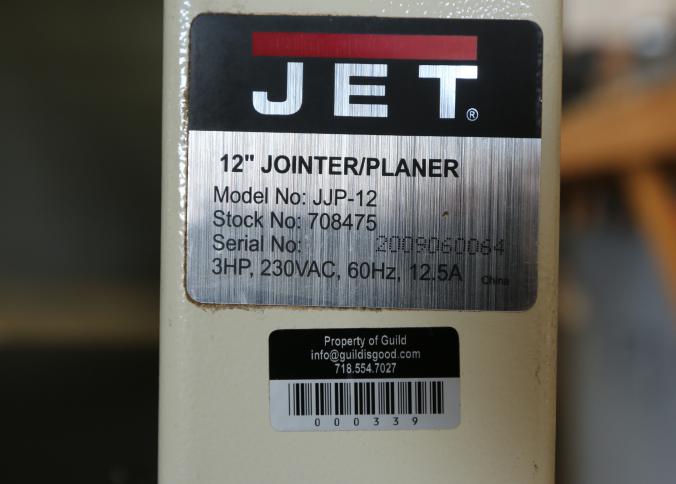 JET®
12" JOINTER/PLANER
Model No: JJP-12
Stock No: 708475
Serial No: 2009060064
3HP, 230VAC, 60Hz, 12.5A China
Property of Guild
info@guildisgood.com
718.554.7027
000339